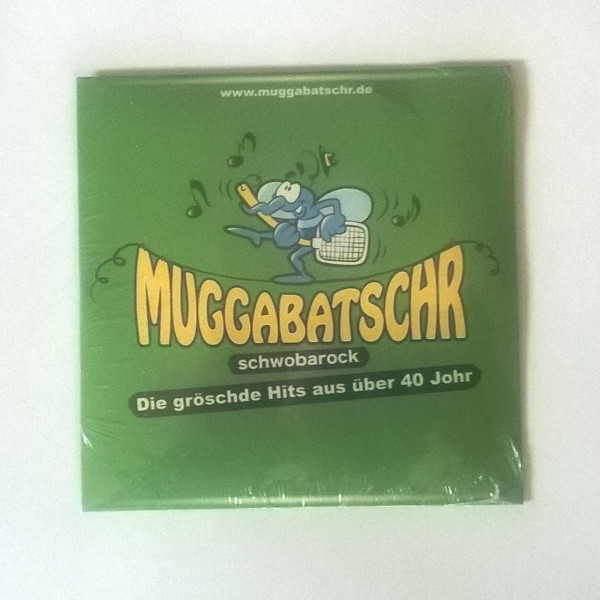 www.muggabatschr.de
MUGGABATSCHR
schwobarock
Die gröschde Hits aus über 40 Johr